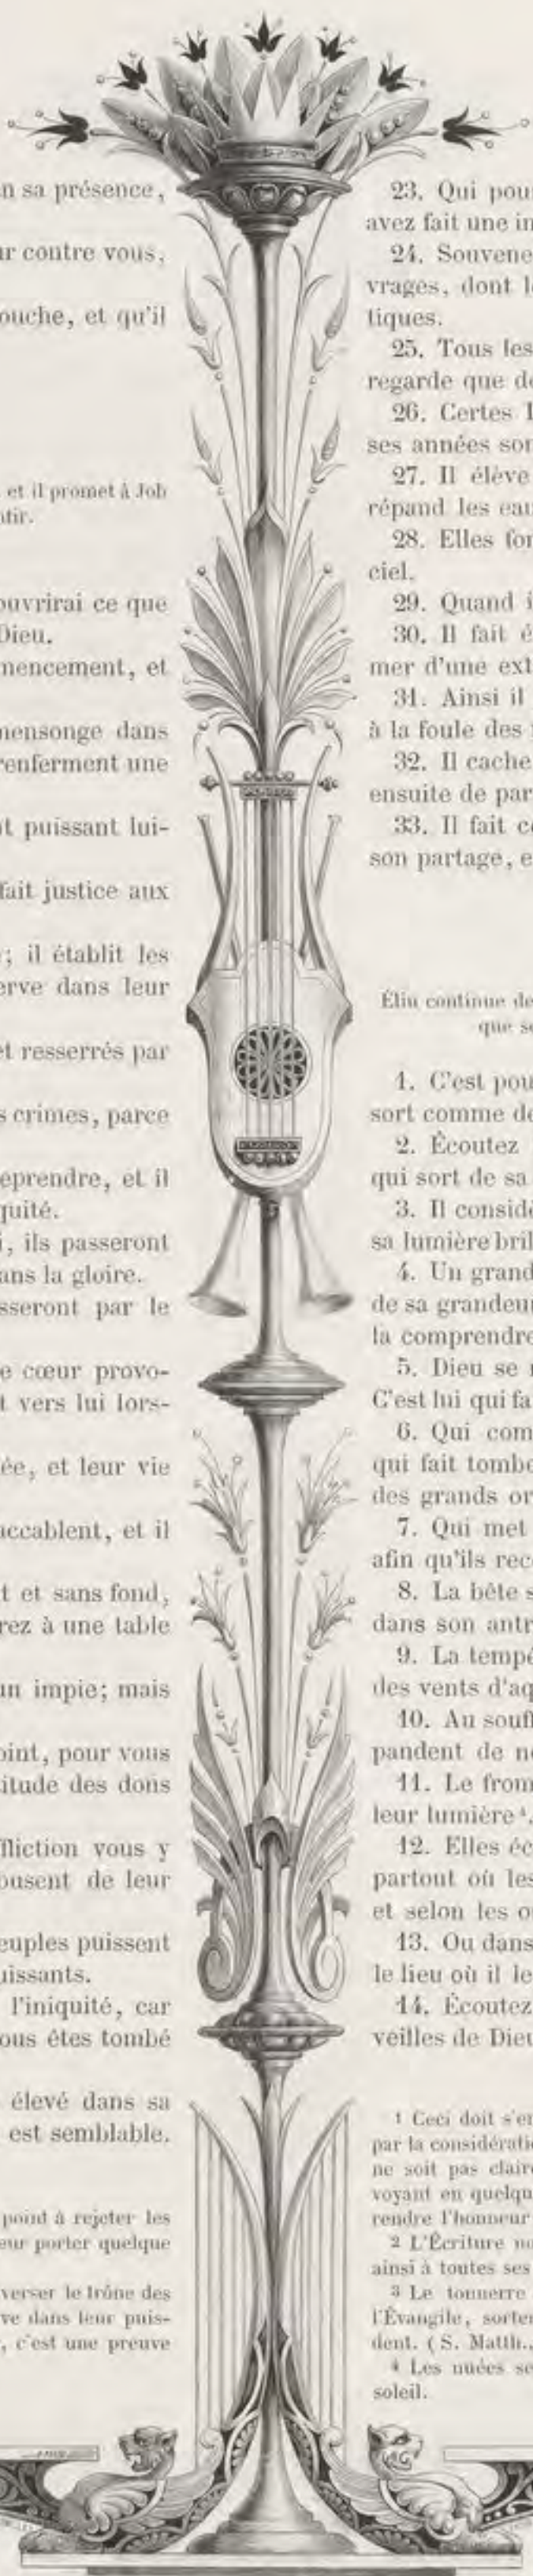 n sa présence,
r contre vous,
ouche, et qu'il
et il promet à Job
ntir.
ouvrirai ce que
Dieu.
mencement, et
mensonge dans
renferment une
t puissant lui-
fait justice aux
; il établit les
erve dans leur
et resserrés par
s crimes, parce
eprendre, et il
quité.
i, ils passeront
ans la gloire.
sseront par le
e cœur provo-
t vers lui lors-
ée, et leur vie
accablent, et il
t et sans fond,
rez à une table
un impie; mais
oint, pour vous
itude des dons
ffliction vous y
ousent de leur
euples puissent
uissants.
l'iniquité, car
ous êtes tombé
élevé dans sa
est semblable.
point à rejeter les
eur porter quelque
verser le trône des
ve dans leur puis-
, c'est une preuve
23. Qui pour
avez fait une in
24. Souvene
vrages, dont l
tiques.
25. Tous les
regarde que de
26. Certes I
ses années son
27. Il élève
répand les eau
28. Elles fon
ciel.
29. Quand i
30. Il fait é
mer d'une ext
31. Ainsi il
à la foule des
32. Il cache
ensuite de par
33. Il fait co
son partage, e
Éliu continue de
que se
1. C'est pou
sort comme de
2. Écoutez
qui sort de sa
3. Il considè
sa lumière bril
4. Un grand
de sa grandeur
la comprendre
5. Dieu se
C'est lui qui fa
6. Qui com
qui fait tombe
des grands or
7. Qui met
afin qu'ils rec
8. La bête s
dans son antr
9. La tempê
des vents d'aq
10. Au souff
pandent de no
11. Le from
leur lumière⁴.
12. Elles éc
partout où les
et selon les o
13. Ou dans
le lieu où il le
14. Écoutez
veilles de Dieu
1 Ceci doit s'en
par la considératio
ne soit pas claire
voyant en quelqu
rendre l'honneur
2 L'Écriture no
ainsi à toutes ses
3 Le tonnerre
l'Évangile, sorten
dent. (S. Matth.,
4 Les nuées se
soleil.